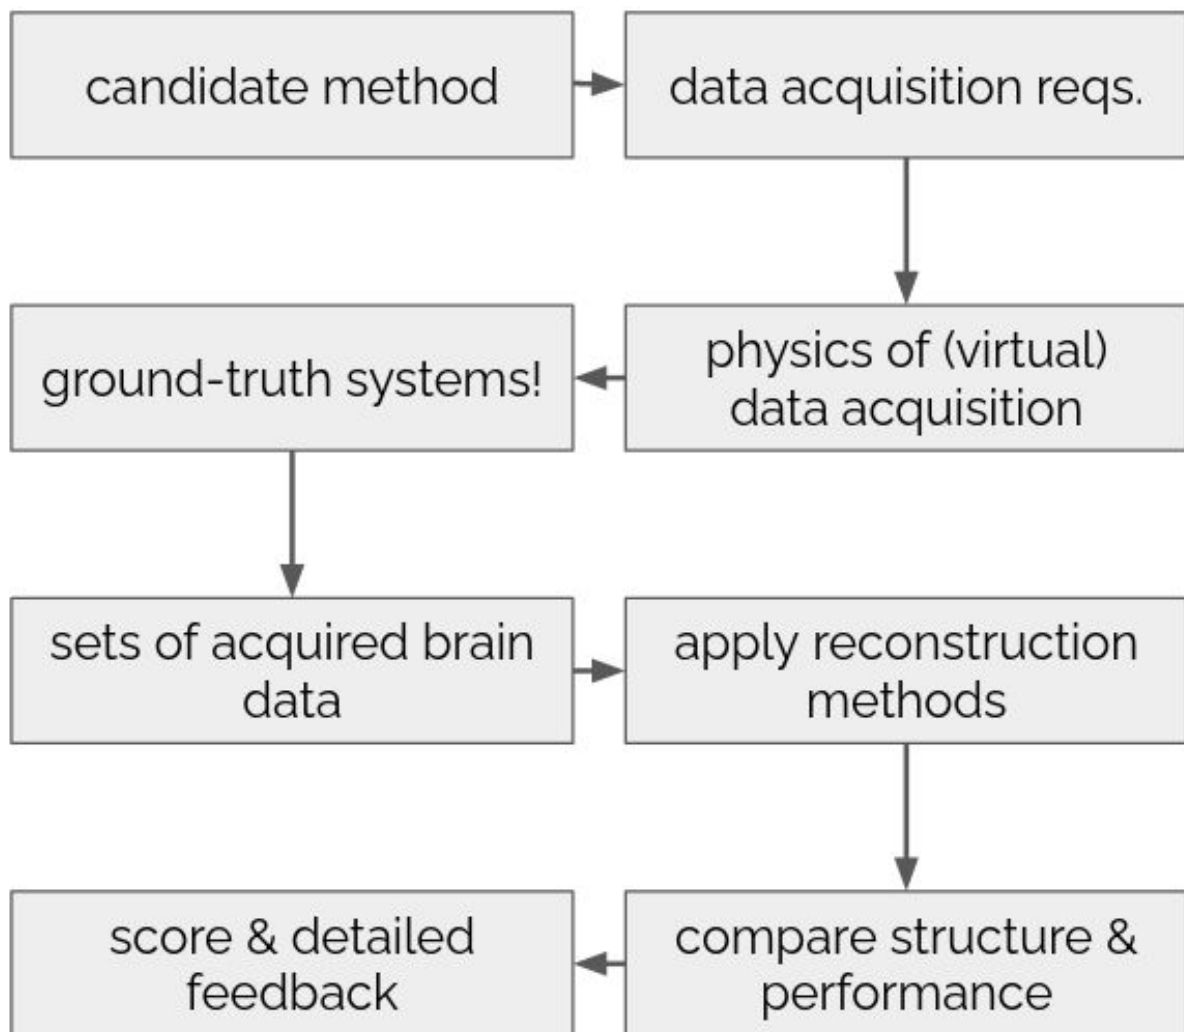 candidate method
data acquisition reqs.
physics of (virtual)
data acquisition
ground-truth systems!
sets of acquired brain
data
apply reconstruction
methods
compare structure &
performance
score & detailed
feedback